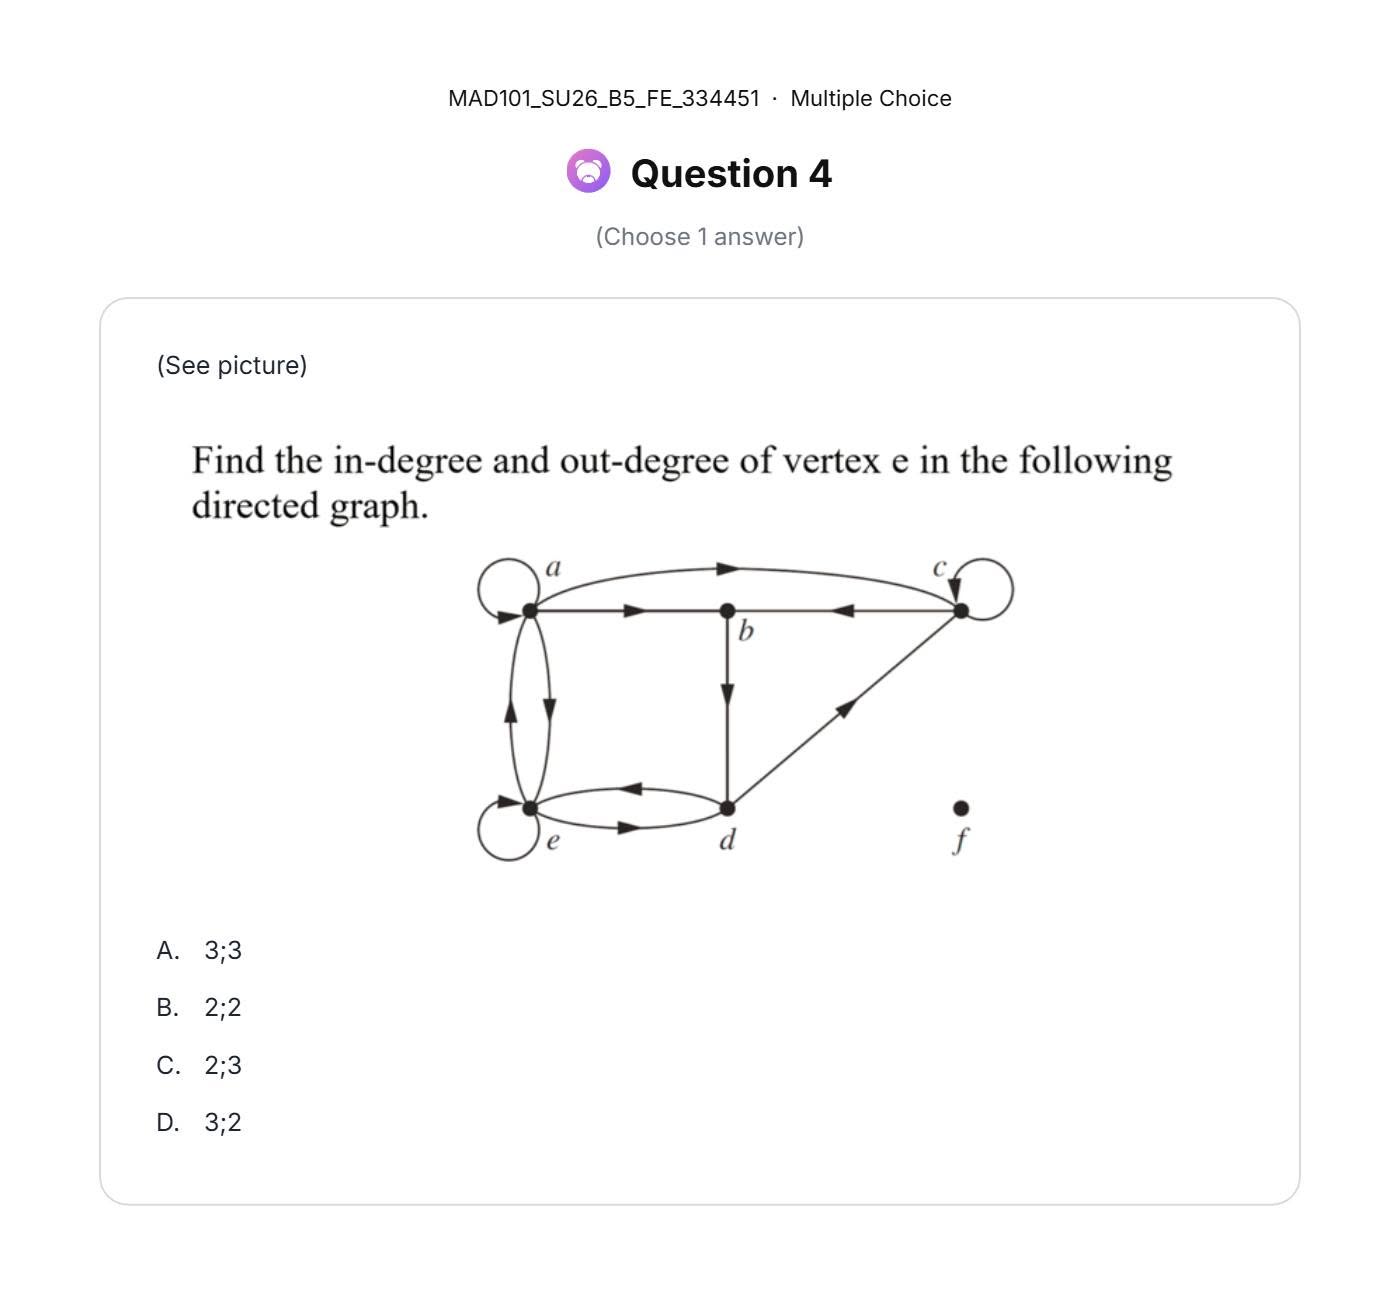 MAD101_SU26_B5_FE_334451 · Multiple Choice
Question 4
(Choose 1 answer)
(See picture)
Find the in-degree and out-degree of vertex e in the following
directed graph.
a
c
b
e
d
f
A. 3;3
B. 2;2
C. 2;3
D. 3;2